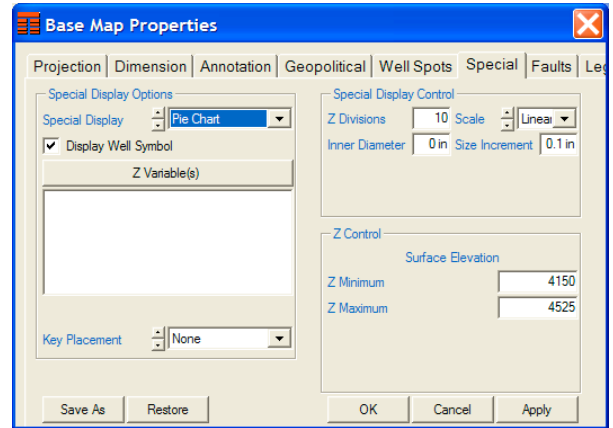 Base Map Properties
Projection Dimension Annotation Geopolitical Well Spots Special Faults Leg
Special Display Options
Special Display Pie Chart
Display Well Symbol
Z Variable(s)
Key Placement None
Special Display Control
Z Divisions 10 Scale Linear
Inner Diameter 0 in Size Increment 0.1 in
Z Control
Surface Elevation
Z Minimum 4150
Z Maximum 4525
Save As Restore OK Cancel Apply